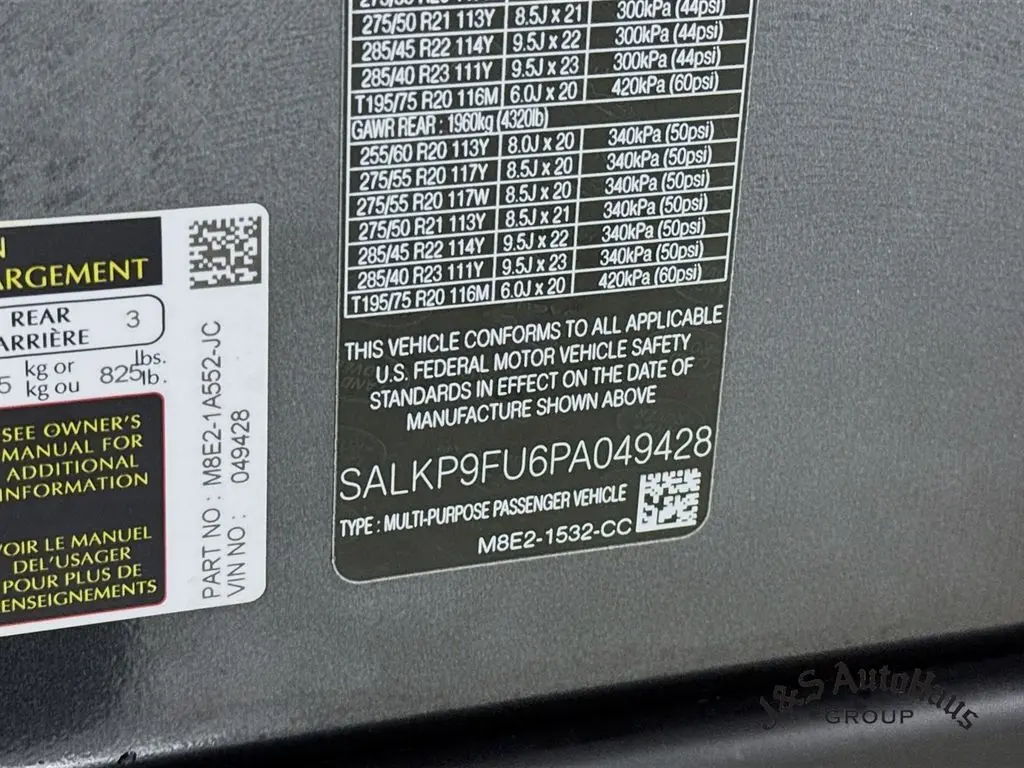 275/50 R21 113Y 8.5J x 21 300kPa (44psi)
285/45 R22 114Y 9.5J x 22 300kPa (44psi)
285/40 R23 111Y 9.5J x 23 300kPa (44psi)
T195/75 R20 116M 6.0J x 20 420kPa (60psi)
GAWR REAR : 1960kg (4320lb)
255/60 R20 113Y 8.0J x 20 340kPa (50psi)
275/55 R20 117Y 8.5J x 20 340kPa (50psi)
275/55 R20 117W 8.5J x 20 340kPa (50psi)
275/50 R21 113Y 8.5J x 21 340kPa (50psi)
285/45 R22 114Y 9.5J x 22 340kPa (50psi)
285/40 R23 111Y 9.5J x 23 340kPa (50psi)
T195/75 R20 116M 6.0J x 20 420kPa (60psi)
THIS VEHICLE CONFORMS TO ALL APPLICABLE
U.S. FEDERAL MOTOR VEHICLE SAFETY
STANDARDS IN EFFECT ON THE DATE OF
MANUFACTURE SHOWN ABOVE
SALKP9FU6PA049428
TYPE : MULTI-PURPOSE PASSENGER VEHICLE
M8E2-1532-CC
N
ARGEMENT
REAR 3
ARRIÈRE
5 kg or 825 lbs.
kg ou lb.
SEE OWNER'S
MANUAL FOR
ADDITIONAL
INFORMATION
VOIR LE MANUEL
DEL'USAGER
POUR PLUS DE
ENSEIGNEMENTS
PART NO : M8E2-1A552-JC
VIN NO : 049428
J&S AutoHaus
GROUP